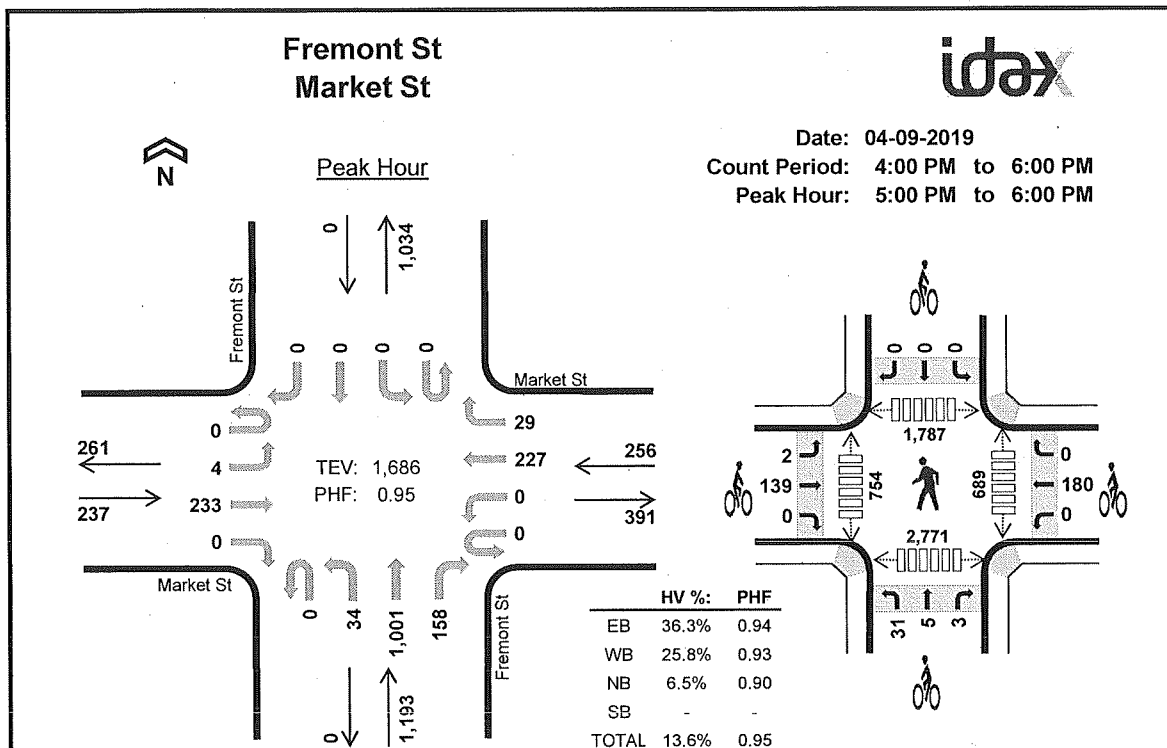 Fremont St
Market St
idax
Date: 04-09-2019
Count Period: 4:00 PM to 6:00 PM
Peak Hour: 5:00 PM to 6:00 PM
N
Peak Hour
0
1,034
Fremont St
0 0 0 0
Market St
0
4
233
0
261
237
TEV: 1,686
PHF: 0.95
29
227
0
0
256
391
Market St
0
34
1,001
158
Fremont St
0
1,193
HV %: PHF
EB 36.3% 0.94
WB 25.8% 0.93
NB 6.5% 0.90
SB - -
TOTAL 13.6% 0.95
0 0 0
1,787
2
139
0
754
689
0
180
0
2,771
31 5 3